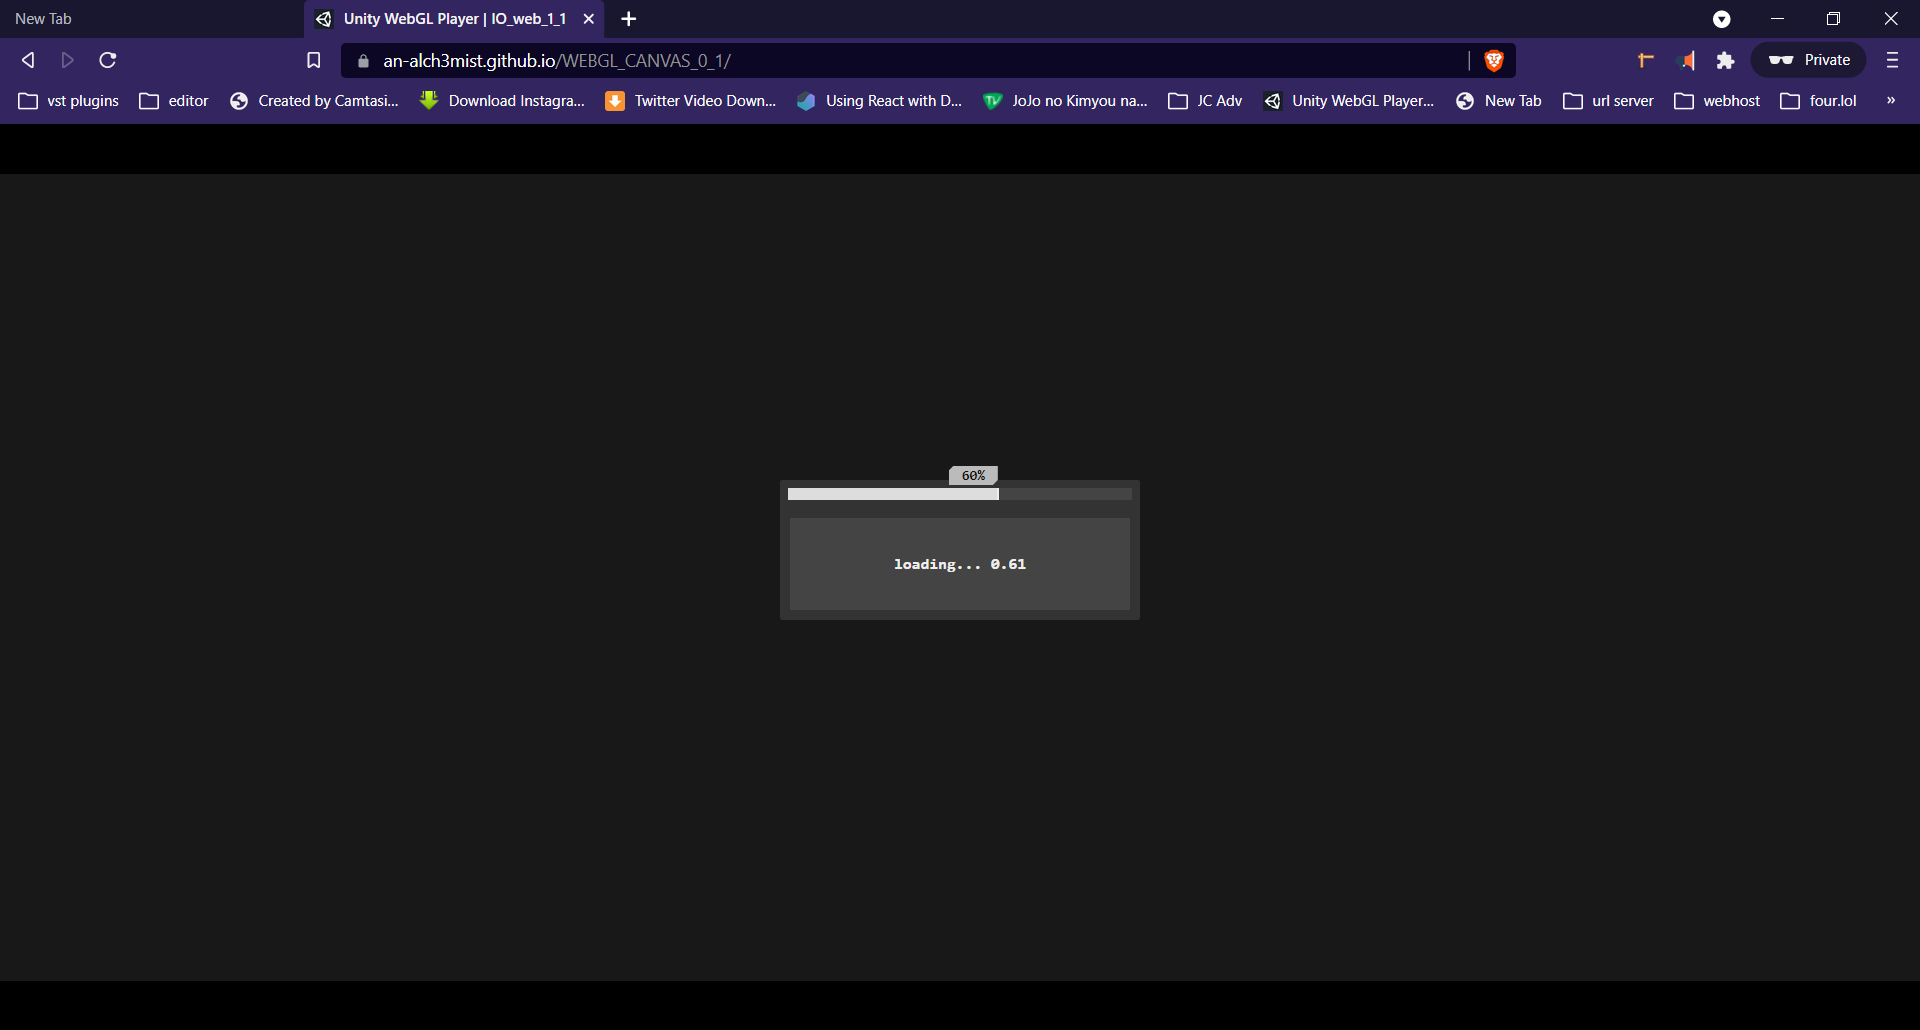 New Tab
Unity WebGL Player | IO_web_1_1
an-alch3mist.github.io/WEBGL_CANVAS_0_1/
Private
vst plugins
editor
Created by Camtasi...
Download Instagra...
Twitter Video Down...
Using React with D...
JoJo no Kimyou na...
JC Adv
Unity WebGL Player...
New Tab
url server
webhost
four.lol
»
60%
loading... 0.61